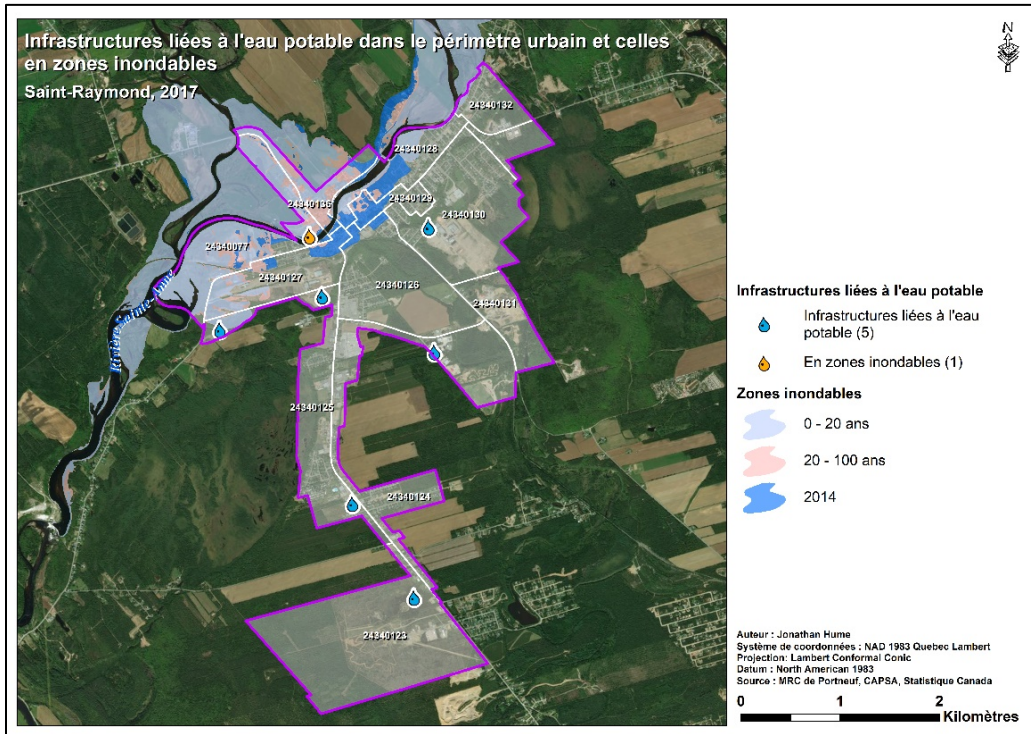 Infrastructures liées à l'eau potable dans le périmètre urbain et celles
en zones inondables
Saint-Raymond, 2017
N
24340132
24340128
24340129
24340136
24340130
24340077
24340127
24340126
24340131
Rivière Sainte-Anne
24340125
24340124
24340123
Infrastructures liées à l'eau potable
Infrastructures liées à l'eau
potable (5)
En zones inondables (1)
Zones inondables
0 - 20 ans
20 - 100 ans
2014
Auteur : Jonathan Hume
Système de coordonnées : NAD 1983 Quebec Lambert
Projection: Lambert Conformal Conic
Datum : North American 1983
Source : MRC de Portneuf, CAPSA, Statistique Canada
0 1 2
Kilomètres